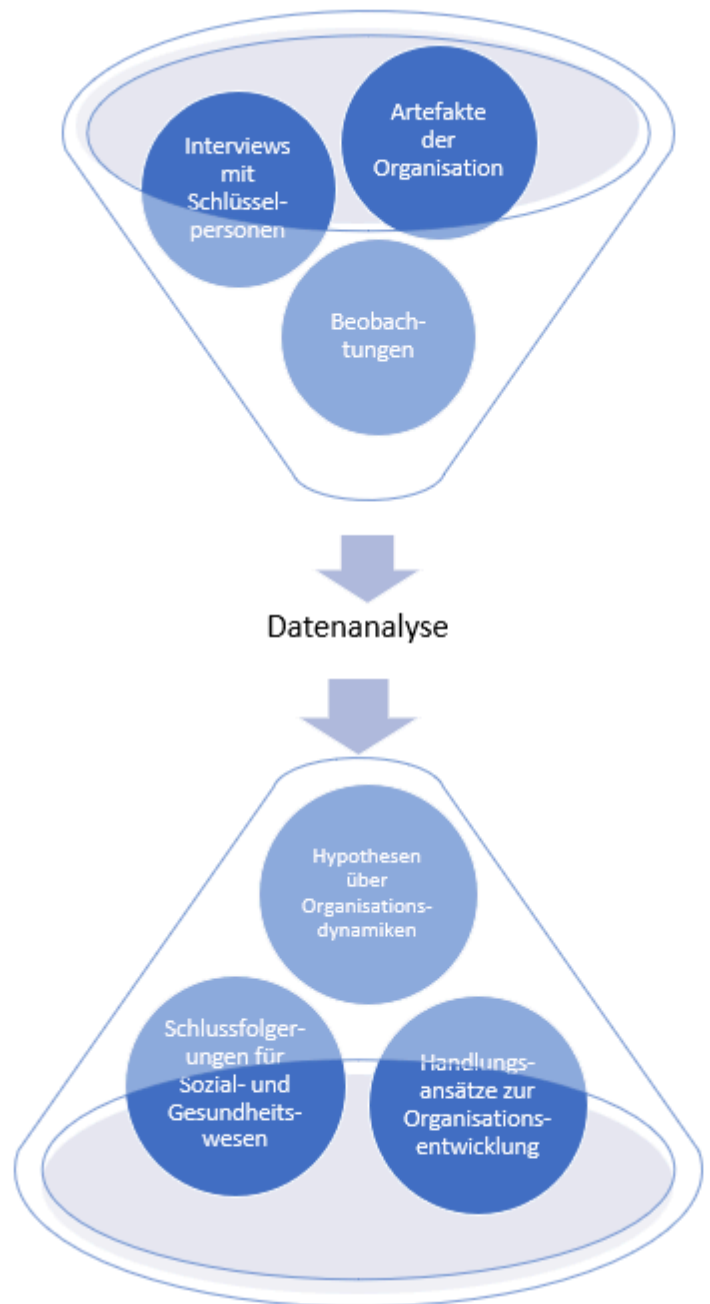 Interviews
mit
Schlüssel-
personen
Artefakte
der
Organisation
Beobach-
tungen
Datenanalyse
Hypothesen
über
Organisations-
dynamiken
Schlussfolger-
ungen für
Sozial- und
Gesundheits-
wesen
Handlungs-
ansätze zur
Organisations-
entwicklung